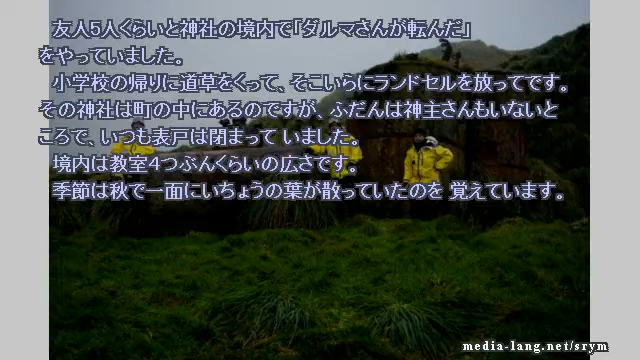 友人5人くらいと神社の境内で「ダルマさんが転んだ」
をやっていました。
小学校の帰りに道草をくって、そこいらにランドセルを放ってです。
その神社は町の中にあるのですが、ふだんは神主さんもいないと
ころで、いつも表戸は閉まって いました。
境内は教室４つぶんくらいの広さです。
季節は秋で一面にいちょうの葉が散っていたのを 覚えています。
media-lang.net/srym